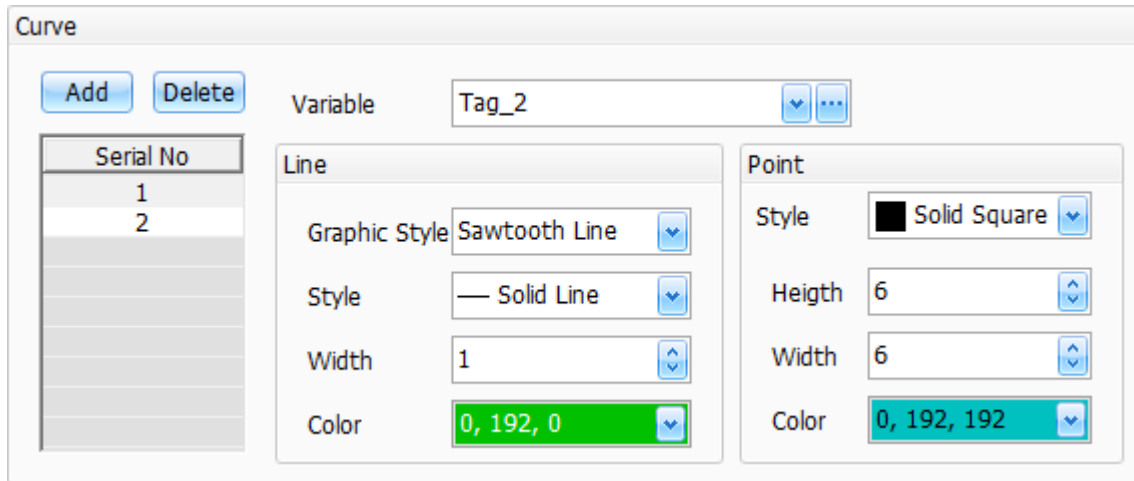 Curve
Add Delete
Variable Tag_2
Serial No
1
2
Line
Graphic Style Sawtooth Line
Style Solid Line
Width 1
Color 0, 192, 0
Point
Style Solid Square
Heigth 6
Width 6
Color 0, 192, 192